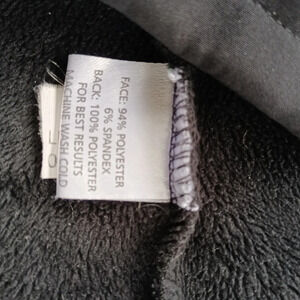 FACE: 94% POLYESTER
6% SPANDEX
BACK: 100% POLYESTER
FOR BEST RESULTS
MACHINE WASH COLD